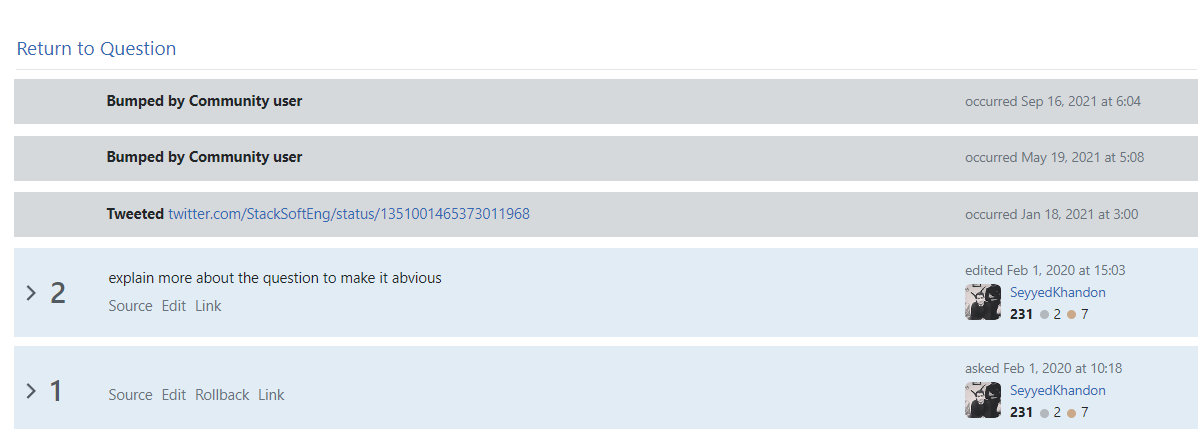 Return to Question
Bumped by Community user occurred Sep 16, 2021 at 6:04
Bumped by Community user occurred May 19, 2021 at 5:08
Tweeted twitter.com/StackSoftEng/status/1351001465373011968 occurred Jan 18, 2021 at 3:00
2
explain more about the question to make it abvious
Source Edit Link
edited Feb 1, 2020 at 15:03
SeyyedKhandon
231 2 7
1
Source Edit Rollback Link
asked Feb 1, 2020 at 10:18
SeyyedKhandon
231 2 7